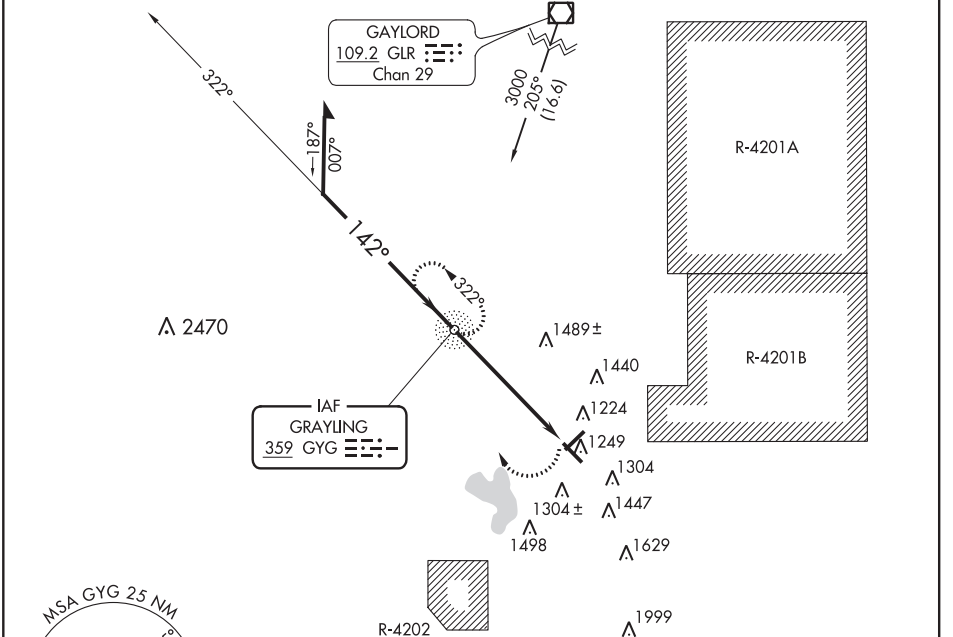 322°
GAYLORD
109.2 GLR
Chan 29
3000
205°
(16.6)
187°
007°
R-4201A
142°
322°
2470
1489 ±
1440
R-4201B
1224
IAF
GRAYLING
359 GYG
1249
1304
1304 ±
1447
1498
1629
MSA GYG 25 NM
R-4202
1999